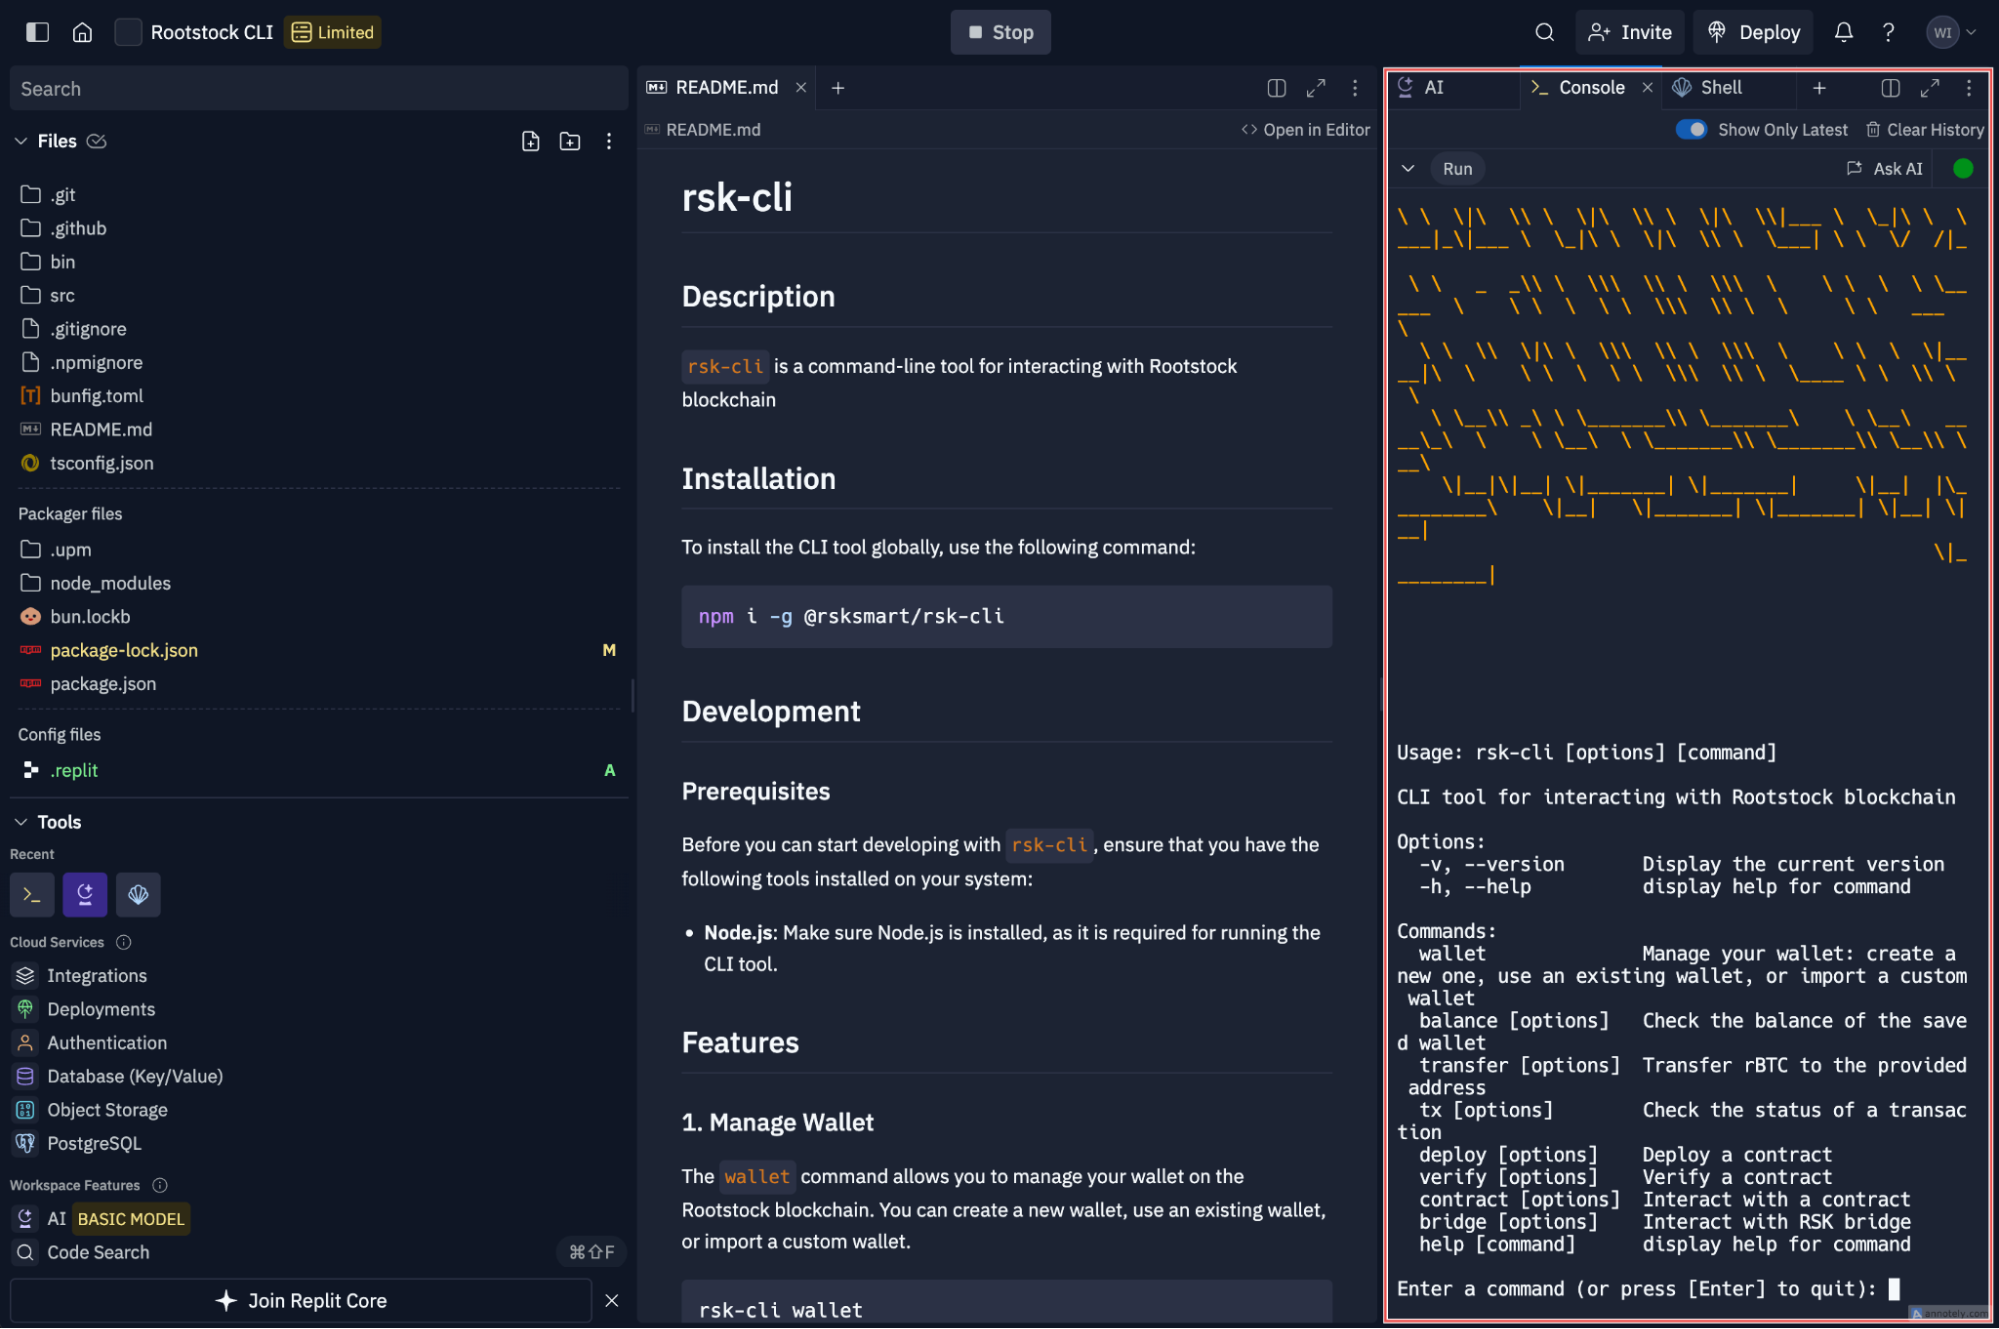 Rootstock CLI
Limited
Stop
Invite
Deploy
?
WI
Search
Files
.git
.github
bin
src
.gitignore
.npmignore
bunfig.toml
README.md
tsconfig.json
Packager files
.upm
node_modules
bun.lockb
package-lock.json M
package.json
Config files
.replit A
Tools
Recent
Cloud Services
Integrations
Deployments
Authentication
Database (Key/Value)
Object Storage
PostgreSQL
Workspace Features
AI BASIC MODEL
Code Search ⌘⇧F
Join Replit Core
README.md
README.md
Open in Editor
rsk-cli
Description
rsk-cli is a command-line tool for interacting with Rootstock
blockchain
Installation
To install the CLI tool globally, use the following command:
npm i -g @rsksmart/rsk-cli
Development
Prerequisites
Before you can start developing with rsk-cli, ensure that you have the
following tools installed on your system:
• Node.js: Make sure Node.js is installed, as it is required for running the
CLI tool.
Features
1. Manage Wallet
The wallet command allows you to manage your wallet on the
Rootstock blockchain. You can create a new wallet, use an existing wallet,
or import a custom wallet.
rsk-cli wallet
AI
Console
Shell
Show Only Latest
Clear History
Run
Ask AI
Usage: rsk-cli [options] [command]
CLI tool for interacting with Rootstock blockchain
Options:
-v, --version Display the current version
-h, --help display help for command
Commands:
wallet Manage your wallet: create a
new one, use an existing wallet, or import a custom
wallet
balance [options] Check the balance of the save
d wallet
transfer [options] Transfer rBTC to the provided
address
tx [options] Check the status of a transac
tion
deploy [options] Deploy a contract
verify [options] Verify a contract
contract [options] Interact with a contract
bridge [options] Interact with RSK bridge
help [command] display help for command
Enter a command (or press [Enter] to quit):
annotely.com